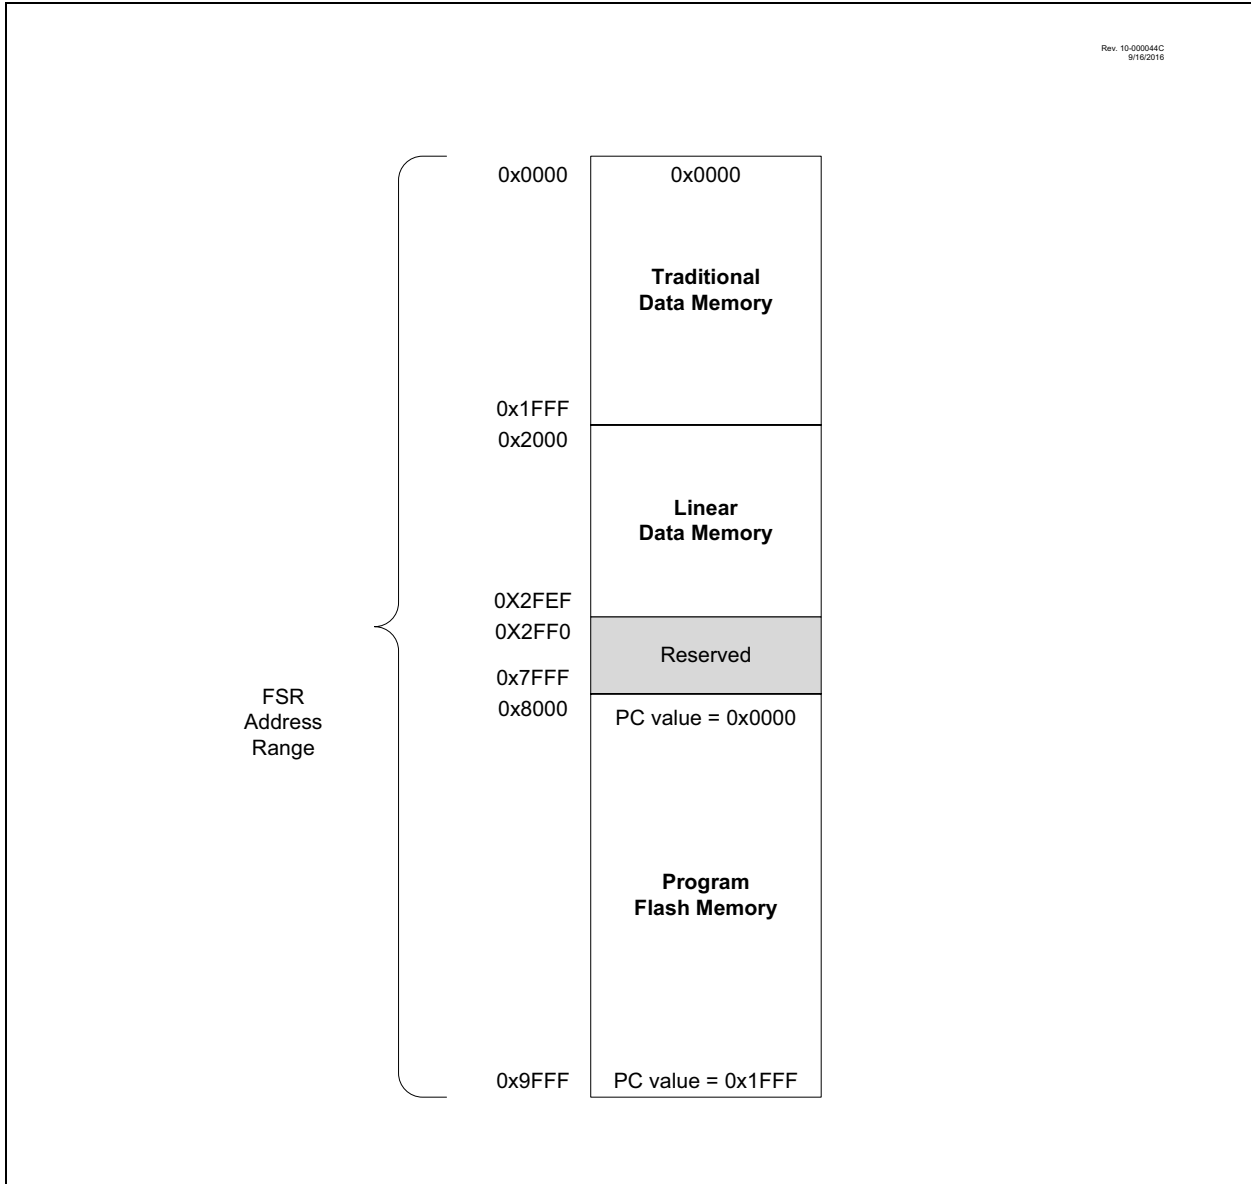 Rev. 10-000044C
9/16/2016
0x0000
0x0000
Traditional
Data Memory
0x1FFF
0x2000
Linear
Data Memory
0X2FEF
0X2FF0
Reserved
0x7FFF
0x8000
PC value = 0x0000
FSR
Address
Range
Program
Flash Memory
0x9FFF
PC value = 0x1FFF